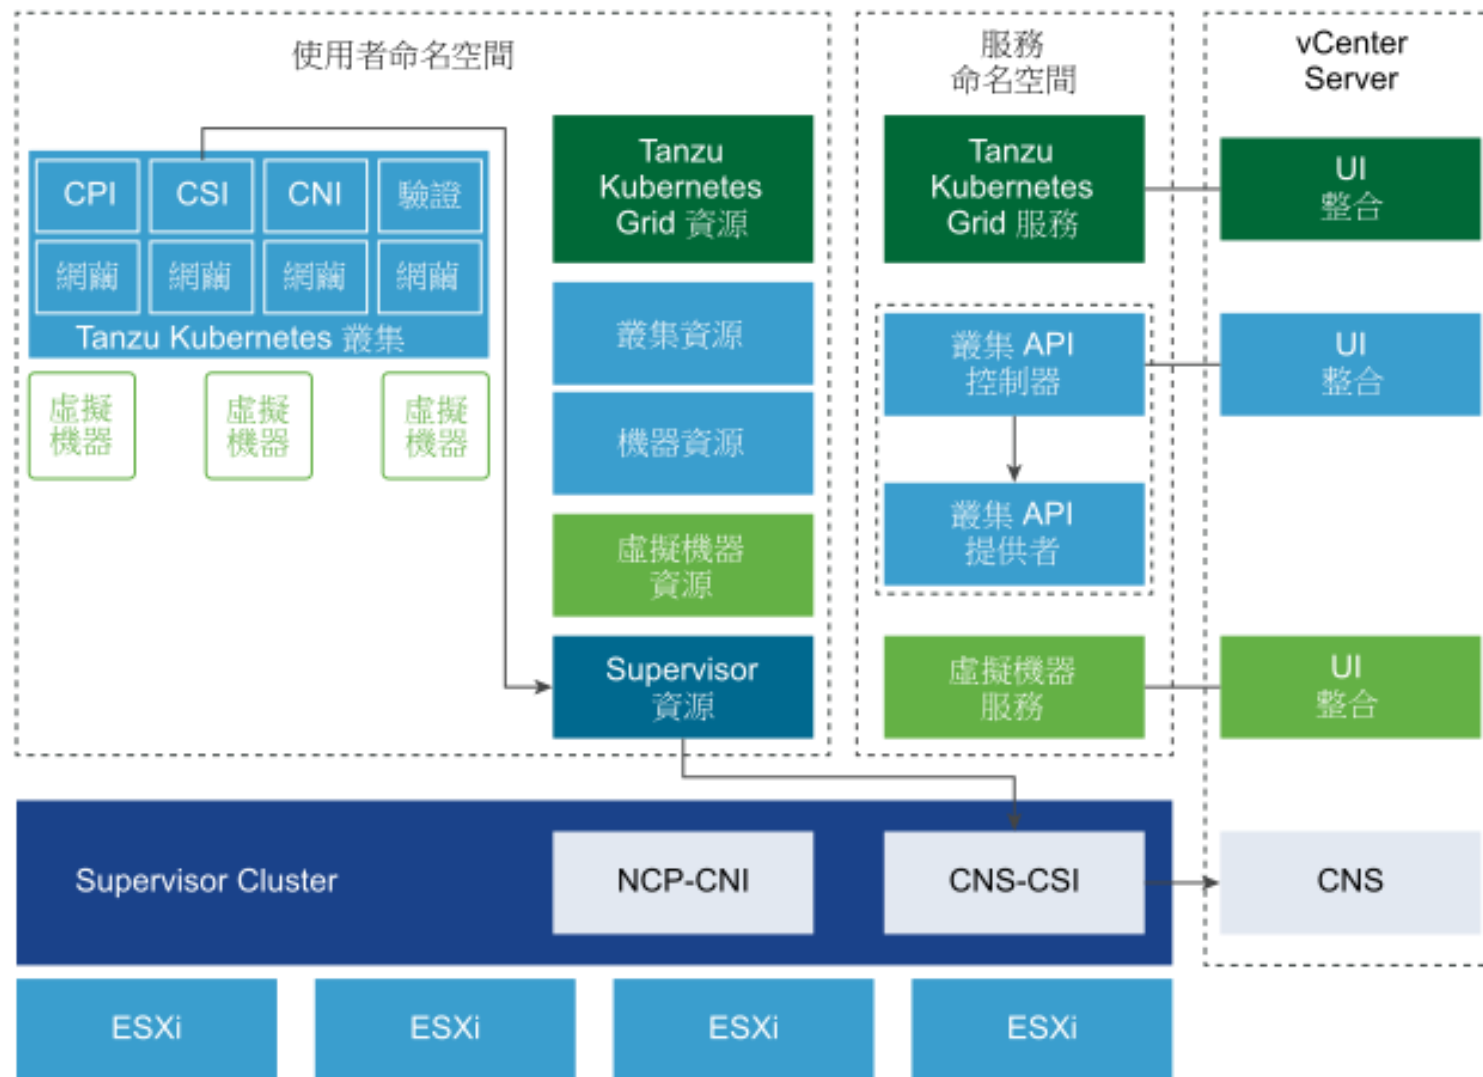 使用者命名空間
CPI
CSI
CNI
驗證
網繭
網繭
網繭
網繭
Tanzu Kubernetes 叢集
虛擬
機器
虛擬
機器
虛擬
機器
Tanzu
Kubernetes
Grid 資源
叢集資源
機器資源
虛擬機器
資源
Supervisor
資源
服務
命名空間
Tanzu
Kubernetes
Grid 服務
叢集 API
控制器
叢集 API
提供者
虛擬機器
服務
vCenter
Server
UI
整合
UI
整合
UI
整合
Supervisor Cluster
NCP-CNI
CNS-CSI
CNS
ESXi
ESXi
ESXi
ESXi